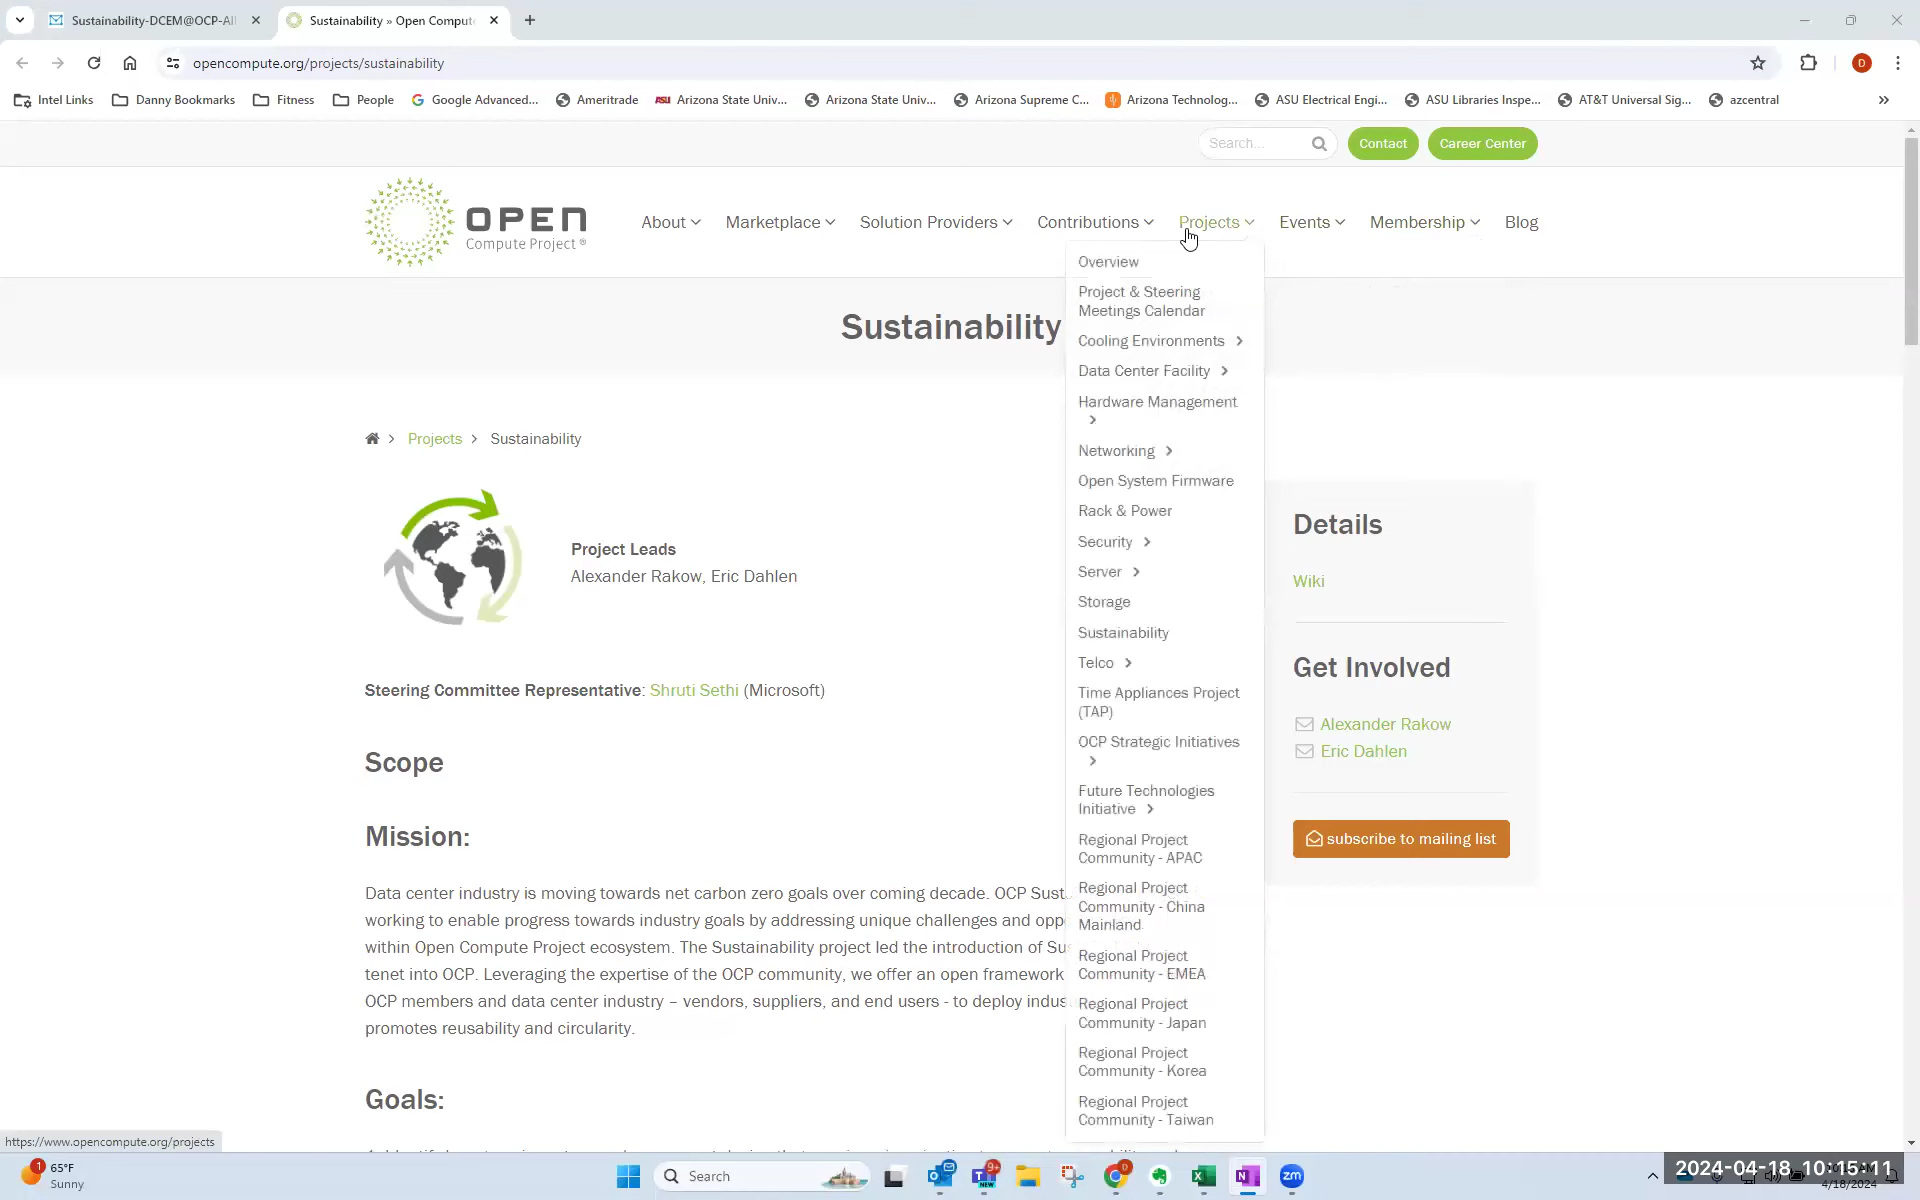 Sustainability-DCEM@OCP-All
Sustainability » Open Compute
opencompute.org/projects/sustainability
D
Intel Links
Danny Bookmarks
Fitness
People
Google Advanced...
Ameritrade
ASU Arizona State Univ...
Arizona State Univ...
Arizona Supreme C...
Arizona Technolog...
ASU Electrical Engi...
ASU Libraries Inspe...
AT&T Universal Sig...
azcentral
»
Search...
Contact
Career Center
OPEN
Compute Project ®
About
Marketplace
Solution Providers
Contributions
Projects
Events
Membership
Blog
Overview
Project & Steering
Meetings Calendar
Cooling Environments
Data Center Facility
Hardware Management
Networking
Open System Firmware
Rack & Power
Security
Server
Storage
Sustainability
Telco
Time Appliances Project
(TAP)
OCP Strategic Initiatives
Future Technologies
Initiative
Regional Project
Community - APAC
Regional Project
Community - China
Mainland
Regional Project
Community - EMEA
Regional Project
Community - Japan
Regional Project
Community - Korea
Regional Project
Community - Taiwan
Sustainability
Projects > Sustainability
Project Leads
Alexander Rakow, Eric Dahlen
Steering Committee Representative: Shruti Sethi (Microsoft)
Scope
Mission:
Data center industry is moving towards net carbon zero goals over coming decade. OCP Sust
working to enable progress towards industry goals by addressing unique challenges and opp
within Open Compute Project ecosystem. The Sustainability project led the introduction of Sus
tenet into OCP. Leveraging the expertise of the OCP community, we offer an open framework
OCP members and data center industry – vendors, suppliers, and end users - to deploy indus
promotes reusability and circularity.
Goals:
Details
Wiki
Get Involved
Alexander Rakow
Eric Dahlen
subscribe to mailing list
https://www.opencompute.org/projects
1
65°F
Sunny
Search
9+
NEW
D
zm
2024-04-18 10:15:11
4/18/2024